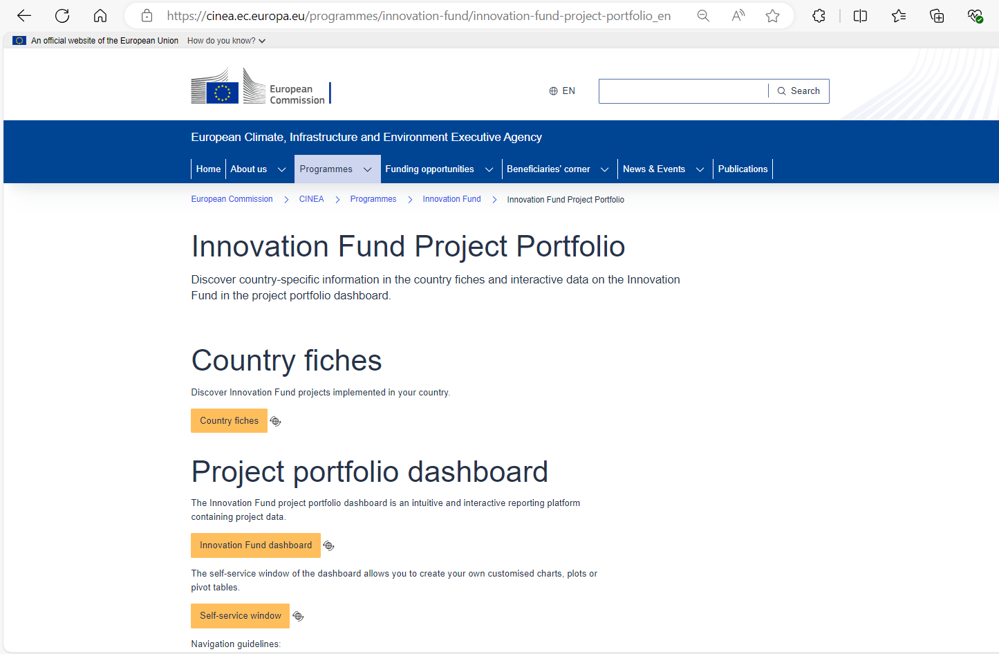 https://cinea.ec.europa.eu/programmes/innovation-fund/innovation-fund-project-portfolio_en
An official website of the European Union How do you know?
European
Commission
EN
Search
European Climate, Infrastructure and Environment Executive Agency
Home About us Programmes Funding opportunities Beneficiaries' corner News & Events Publications
European Commission CINEA Programmes Innovation Fund Innovation Fund Project Portfolio
Innovation Fund Project Portfolio
Discover country-specific information in the country fiches and interactive data on the Innovation
Fund in the project portfolio dashboard.
Country fiches
Discover Innovation Fund projects implemented in your country.
Country fiches
Project portfolio dashboard
The Innovation Fund project portfolio dashboard is an intuitive and interactive reporting platform
containing project data.
Innovation Fund dashboard
The self-service window of the dashboard allows you to create your own customised charts, plots or
pivot tables.
Self-service window
Navigation guidelines: